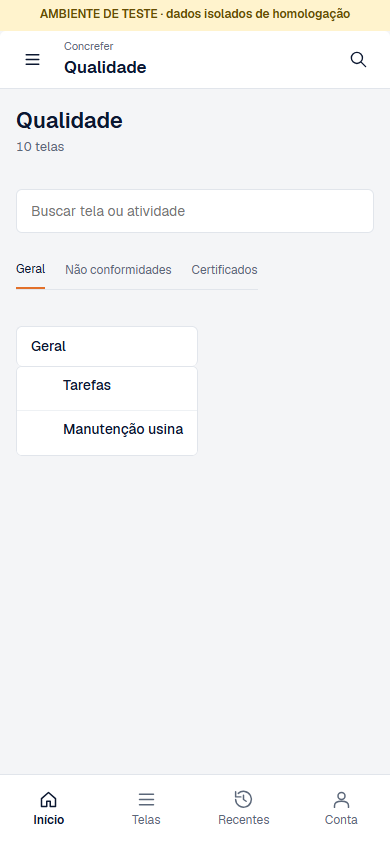 AMBIENTE DE TESTE · dados isolados de homologação
Concrefer
Qualidade
Qualidade
10 telas
Buscar tela ou atividade
Geral
Não conformidades
Certificados
Geral
Tarefas
Manutenção usina
Início
Telas
Recentes
Conta